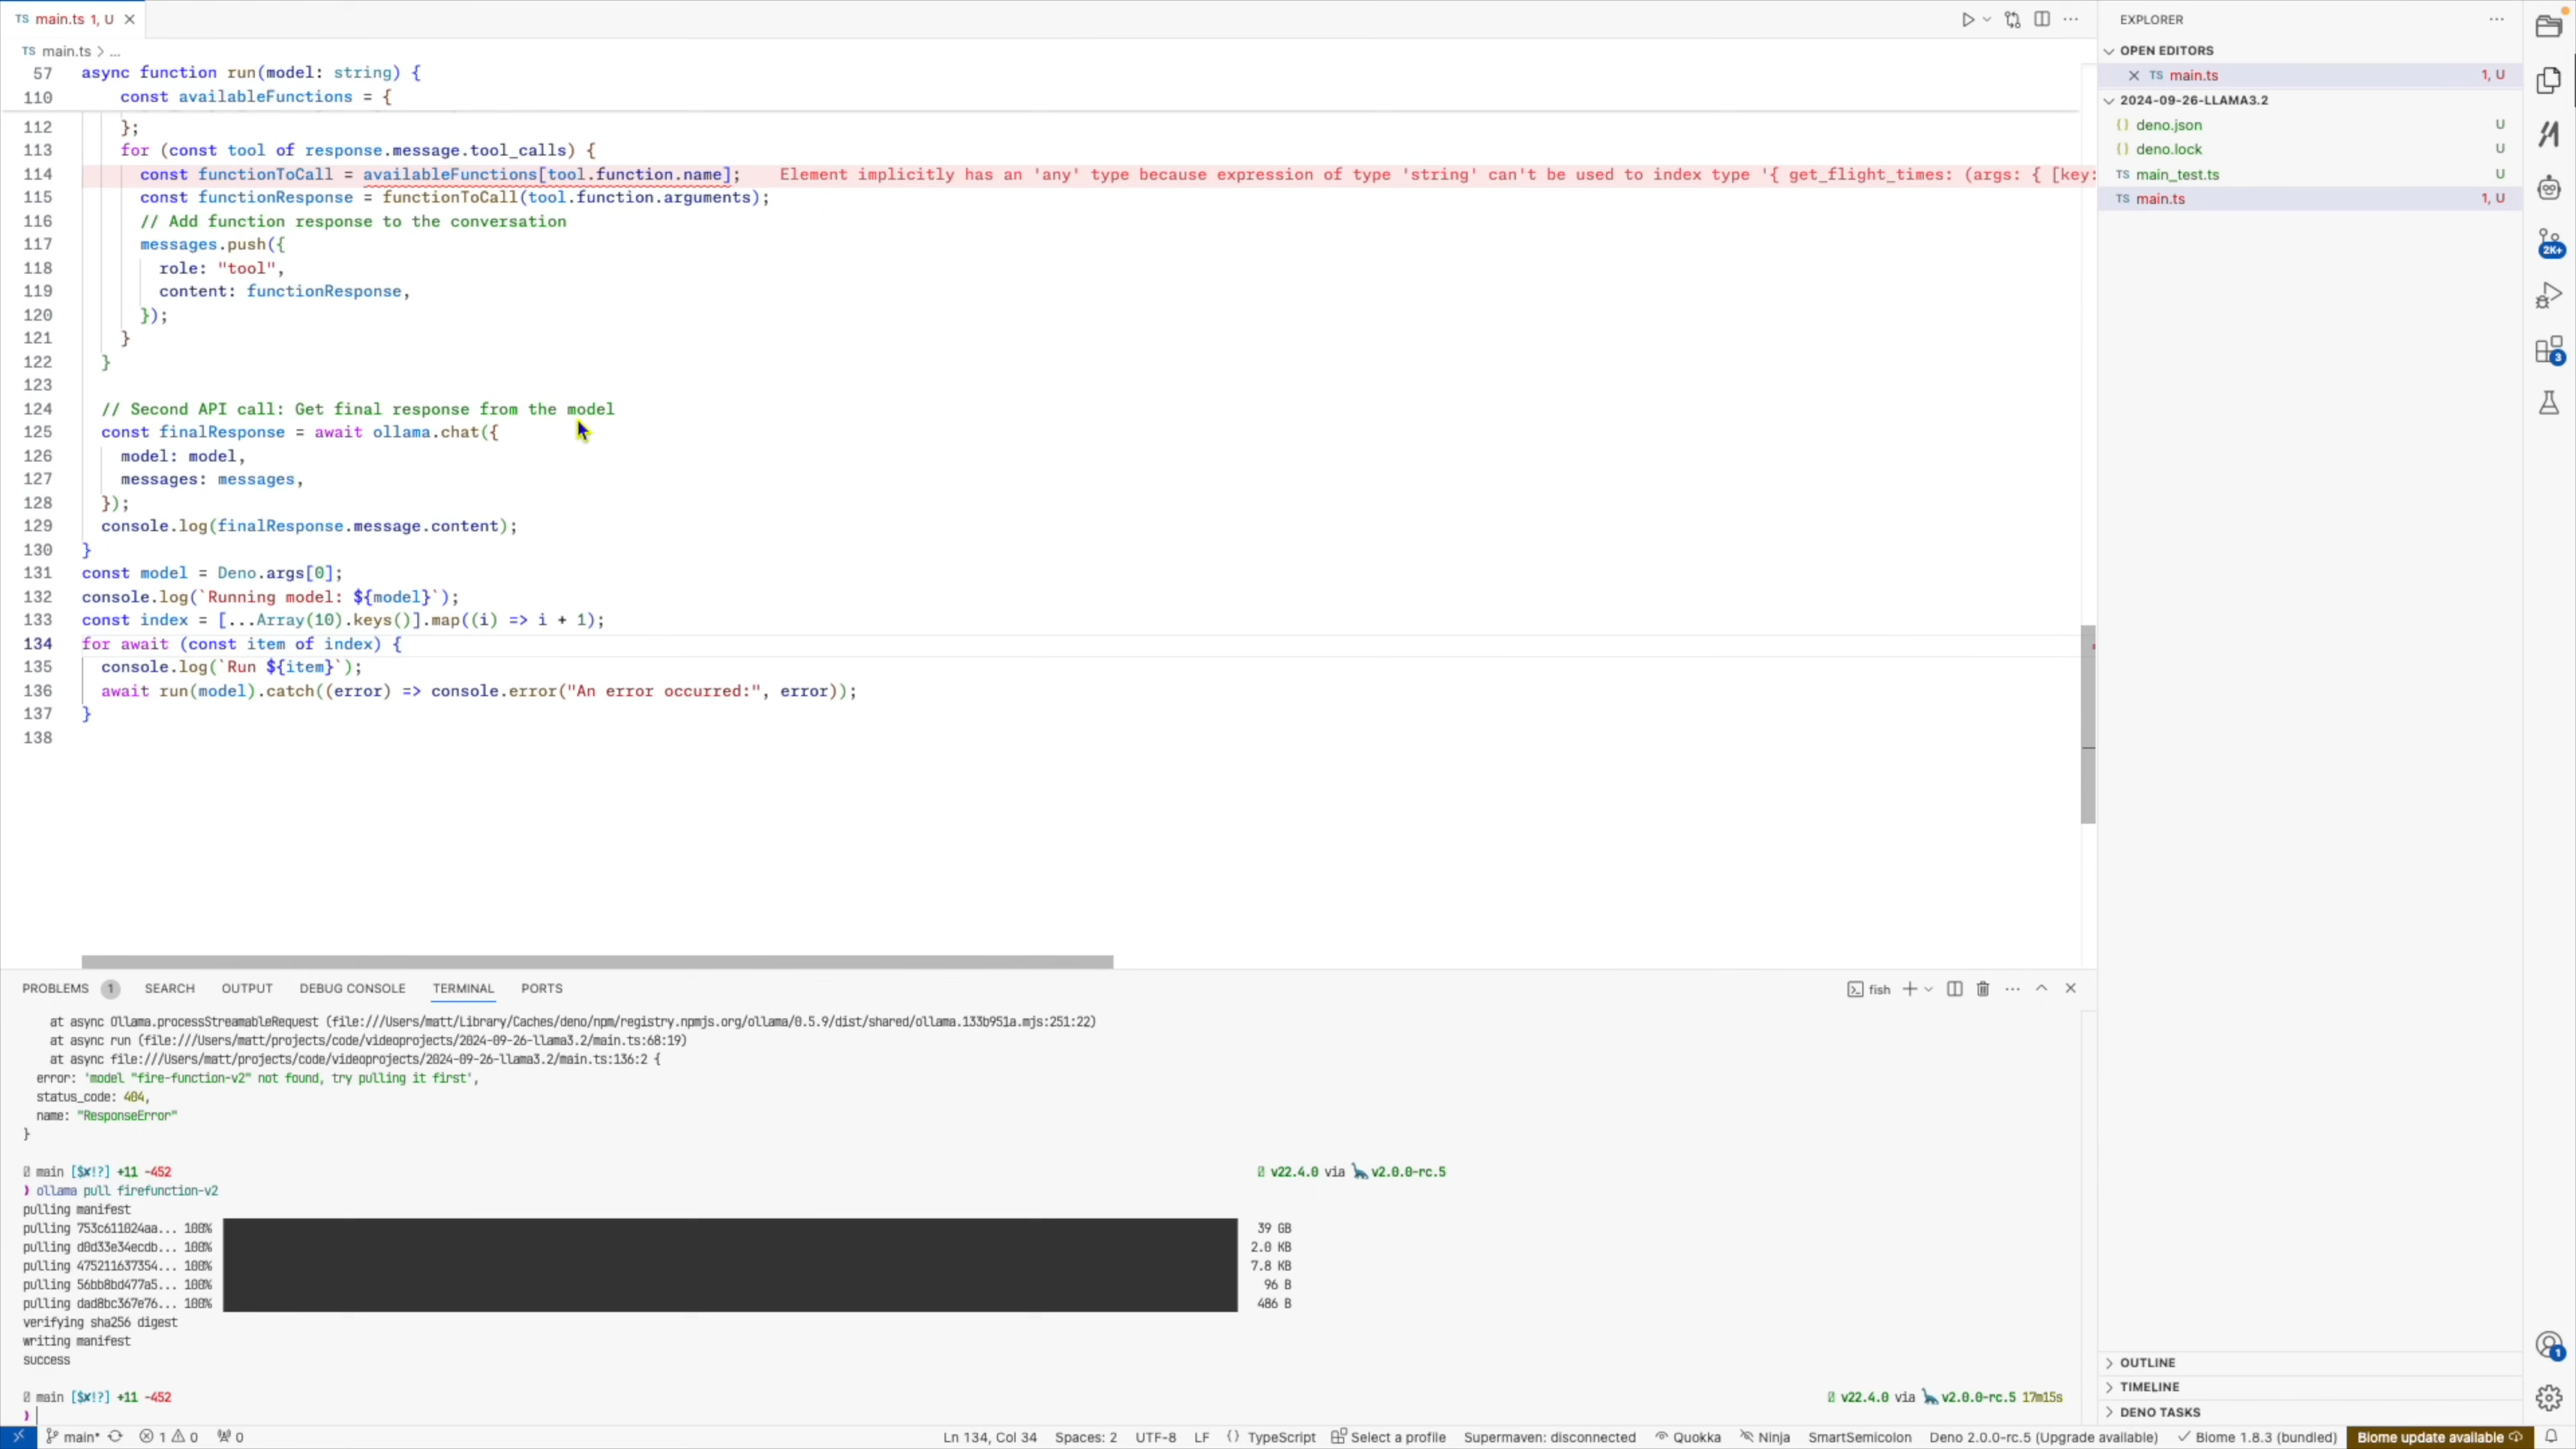 TS main.ts 1, U
TS main.ts > ...
57 async function run(model: string) {
110 const availableFunctions = {
112 };
113 for (const tool of response.message.tool_calls) {
114 const functionToCall = availableFunctions[tool.function.name]; Element implicitly has an 'any' type because expression of type 'string' can't be used to index type '{ get_flight_times: (args: { [key:
115 const functionResponse = functionToCall(tool.function.arguments);
116 // Add function response to the conversation
117 messages.push({
118 role: "tool",
119 content: functionResponse,
120 });
121 }
122 }
123
124 // Second API call: Get final response from the model
125 const finalResponse = await ollama.chat({
126 model: model,
127 messages: messages,
128 });
129 console.log(finalResponse.message.content);
130 }
131 const model = Deno.args[0];
132 console.log(`Running model: ${model}`);
133 const index = [...Array(10).keys()].map((i) => i + 1);
134 for await (const item of index) {
135 console.log(`Run ${item}`);
136 await run(model).catch((error) => console.error("An error occurred:", error));
137 }
138
PROBLEMS 1 SEARCH OUTPUT DEBUG CONSOLE TERMINAL PORTS
fish
at async Ollama.processStreamableRequest (file:///Users/matt/Library/Caches/deno/npm/registry.npmjs.org/ollama/0.5.9/dist/shared/ollama.133b951a.mjs:251:22)
at async run (file:///Users/matt/projects/code/videoprojects/2024-09-26-llama3.2/main.ts:68:19)
at async file:///Users/matt/projects/code/videoprojects/2024-09-26-llama3.2/main.ts:136:2 {
error: 'model "fire-function-v2" not found, try pulling it first',
status_code: 404,
name: "ResponseError"
}
main [$✘!?] +11 -452 v22.4.0 via v2.0.0-rc.5
❯ ollama pull firefunction-v2
pulling manifest
pulling 753c611024aa... 100% 39 GB
pulling d0d33e34ecdb... 100% 2.0 KB
pulling 475211637354... 100% 7.8 KB
pulling 56bb8bd477a5... 100% 96 B
pulling dad8bc367e76... 100% 486 B
verifying sha256 digest
writing manifest
success
main [$✘!?] +11 -452 v22.4.0 via v2.0.0-rc.5 17m15s
❯
main* 1 0 0 Ln 134, Col 34 Spaces: 2 UTF-8 LF {} TypeScript Select a profile Supermaven: disconnected Quokka Ninja SmartSemicolon Deno 2.0.0-rc.5 (Upgrade available) ✓ Biome 1.8.3 (bundled) Biome update available
EXPLORER
OPEN EDITORS
TS main.ts 1, U
2024-09-26-LLAMA3.2
{} deno.json U
{} deno.lock U
TS main_test.ts U
TS main.ts 1, U
OUTLINE
TIMELINE
DENO TASKS
2K+
3
1